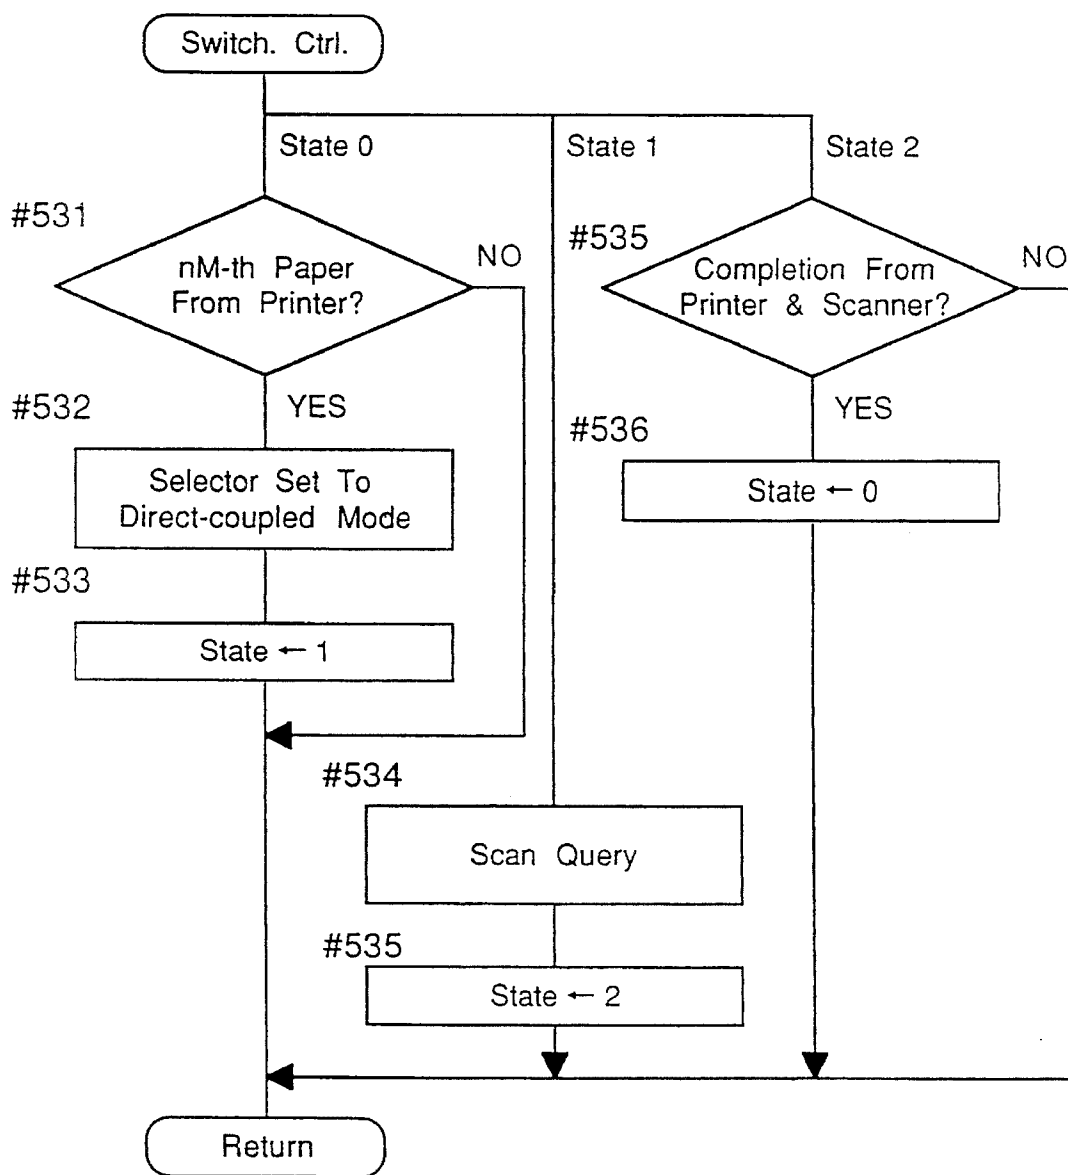 Switch. Ctrl.
State 0
State 1
State 2
#531
nM-th Paper
From Printer?
NO
#535
Completion From
Printer & Scanner?
NO
#532
YES
Selector Set To
Direct-coupled Mode
#536
YES
State ← 0
#533
State ← 1
#534
Scan Query
#535
State ← 2
Return